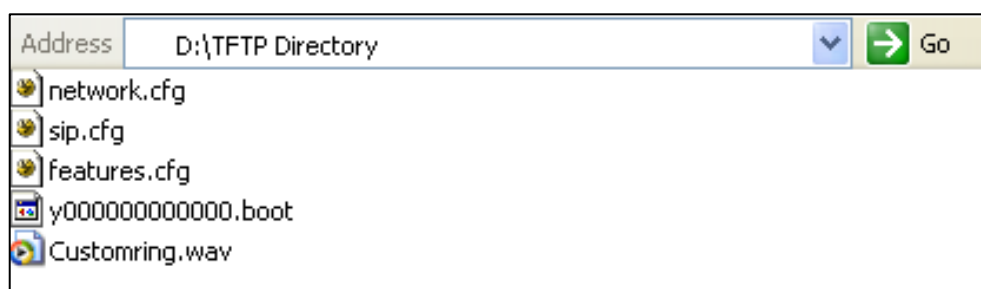 Address D:\TFTP Directory Go
network.cfg
sip.cfg
features.cfg
y000000000000.boot
Customring.wav